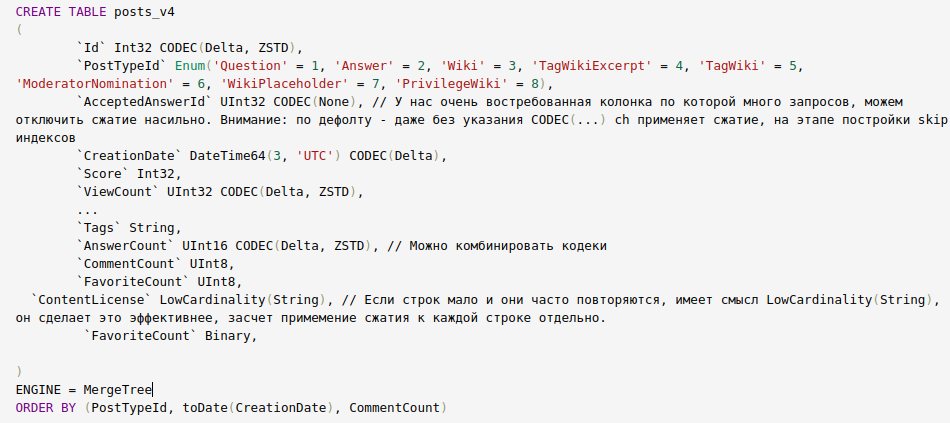 CREATE TABLE posts_v4
(
`Id` Int32 CODEC(Delta, ZSTD),
`PostTypeId` Enum('Question' = 1, 'Answer' = 2, 'Wiki' = 3, 'TagWikiExcerpt' = 4, 'TagWiki' = 5,
'ModeratorNomination' = 6, 'WikiPlaceholder' = 7, 'PrivilegeWiki' = 8),
`AcceptedAnswerId` UInt32 CODEC(None), // У нас очень востребованная колонка по которой много запросов, можем
отключить сжатие насильно. Внимание: по дефолту - даже без указания CODEC(...) ch применяет сжатие, на этапе постройки skip
индексов
`CreationDate` DateTime64(3, 'UTC') CODEC(Delta),
`Score` Int32,
`ViewCount` UInt32 CODEC(Delta, ZSTD),
...
`Tags` String,
`AnswerCount` UInt16 CODEC(Delta, ZSTD), // Можно комбинировать кодеки
`CommentCount` UInt8,
`FavoriteCount` UInt8,
`ContentLicense` LowCardinality(String), // Если строк мало и они часто повторяются, имеет смысл LowCardinality(String),
он сделает это эффективнее, засчет примемение сжатия к каждой строке отдельно.
`FavoriteCount` Binary,
)
ENGINE = MergeTree
ORDER BY (PostTypeId, toDate(CreationDate), CommentCount)